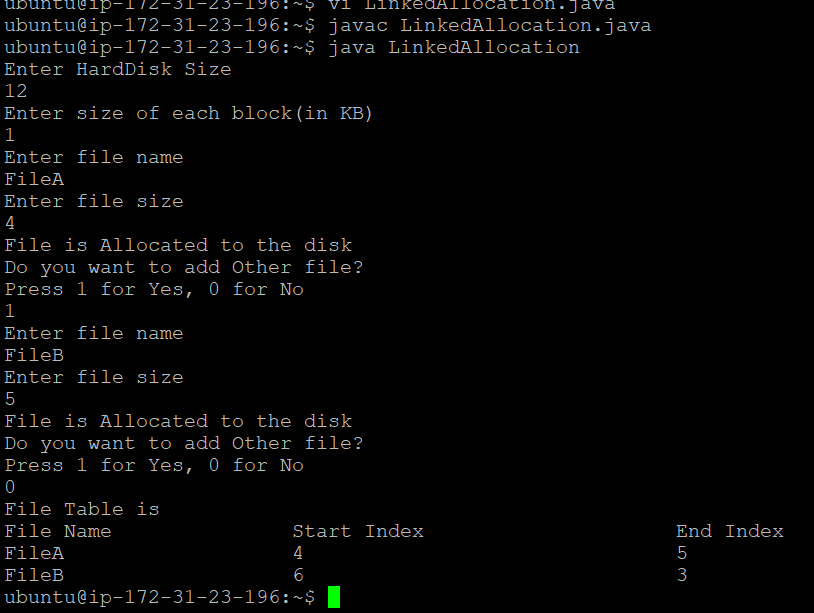 ubuntu@ip-172-31-23-196:~$ vi LinkedAllocation.java
ubuntu@ip-172-31-23-196:~$ javac LinkedAllocation.java
ubuntu@ip-172-31-23-196:~$ java LinkedAllocation
Enter HardDisk Size
12
Enter size of each block(in KB)
1
Enter file name
FileA
Enter file size
4
File is Allocated to the disk
Do you want to add Other file?
Press 1 for Yes, 0 for No
1
Enter file name
FileB
Enter file size
5
File is Allocated to the disk
Do you want to add Other file?
Press 1 for Yes, 0 for No
0
File Table is
File Name Start Index End Index
FileA 4 5
FileB 6 3
ubuntu@ip-172-31-23-196:~$